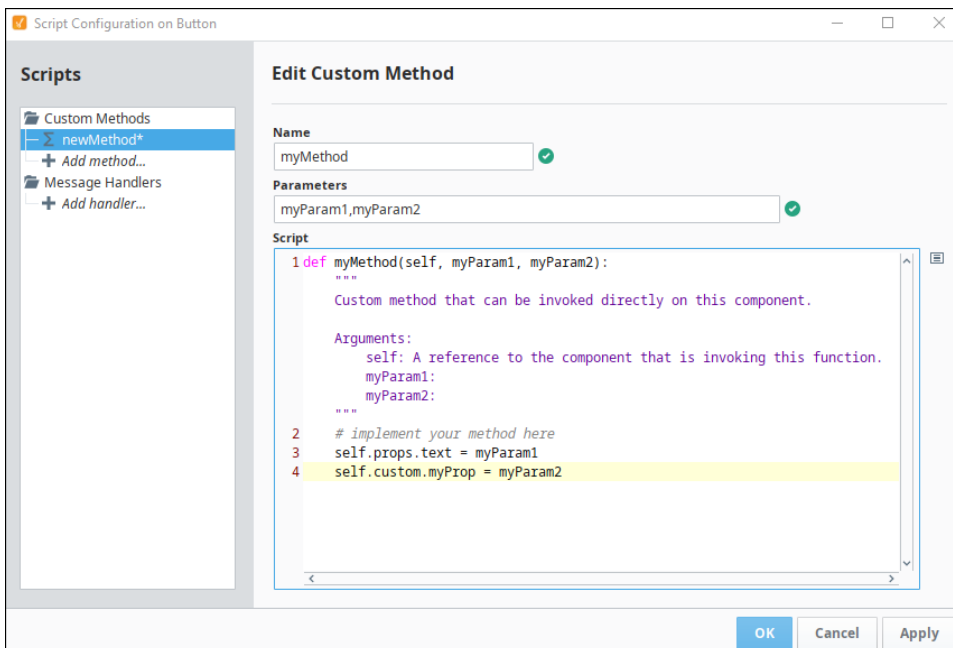 Script Configuration on Button
Scripts
Custom Methods
newMethod*
Add method...
Message Handlers
Add handler...
Edit Custom Method
Name
myMethod
Parameters
myParam1,myParam2
Script
1 def myMethod(self, myParam1, myParam2):
"""
Custom method that can be invoked directly on this component.
Arguments:
self: A reference to the component that is invoking this function.
myParam1:
myParam2:
"""
2 # implement your method here
3 self.props.text = myParam1
4 self.custom.myProp = myParam2
OK Cancel Apply